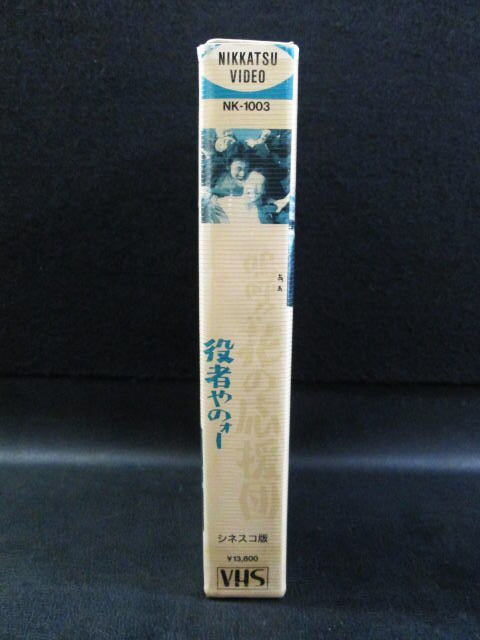 NIKKATSU
VIDEO
NK-1003
嗚呼!!花の応援団
役者やのォー
シネスコ版
¥13,800
VHS